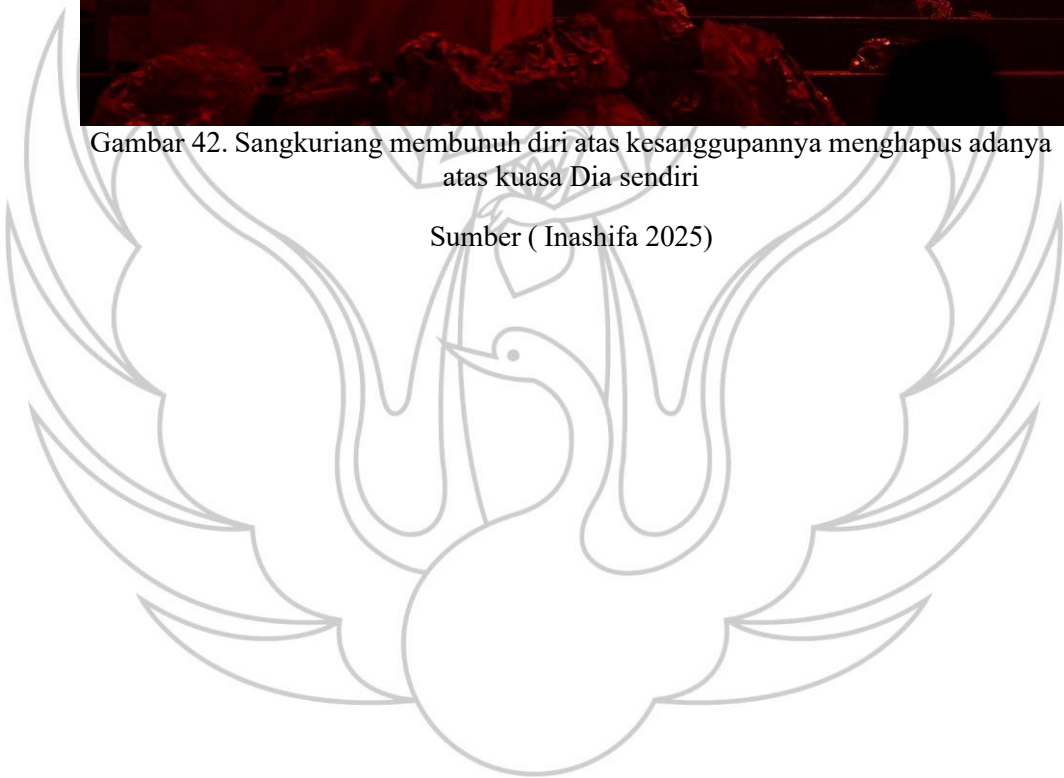 Gambar 42. Sangkuriang membunuh diri atas kesanggupannya menghapus adanya
atas kuasa Dia sendiri
Sumber ( Inashifa 2025)